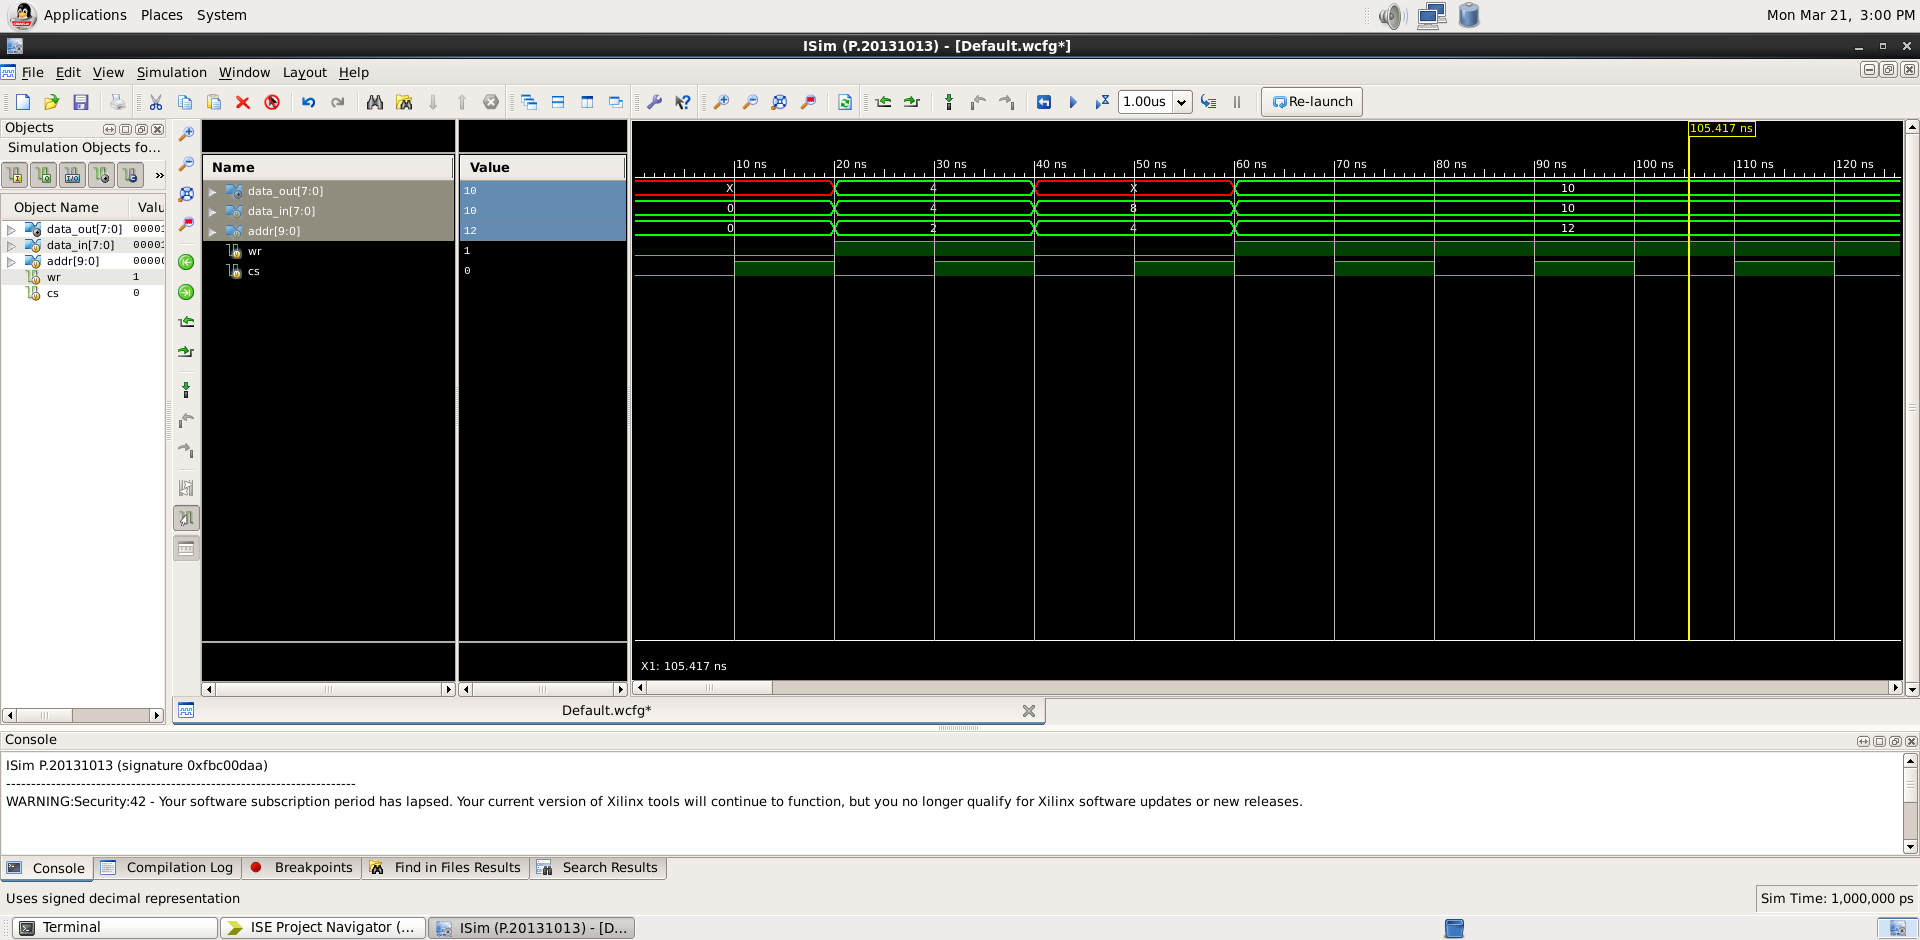 Applications Places System
Mon Mar 21, 3:00 PM
ISim (P.20131013) - [Default.wcfg*]
File Edit View Simulation Window Layout Help
1.00us
Re-launch
Objects
Simulation Objects fo...
»
Object Name Valu
data_out[7:0] 00001
data_in[7:0] 00001
addr[9:0] 00000
wr 1
cs 0
Name Value
data_out[7:0] 10
data_in[7:0] 10
addr[9:0] 12
wr 1
cs 0
105.417 ns
10 ns 20 ns 30 ns 40 ns 50 ns 60 ns 70 ns 80 ns 90 ns 100 ns 110 ns 120 ns
X 4 X 10
0 4 8 10
0 2 4 12
X1: 105.417 ns
Default.wcfg*
Console
ISim P.20131013 (signature 0xfbc00daa)
----------------------------------------------------------------------
WARNING:Security:42 - Your software subscription period has lapsed. Your current version of Xilinx tools will continue to function, but you no longer qualify for Xilinx software updates or new releases.
Console Compilation Log Breakpoints Find in Files Results Search Results
Uses signed decimal representation
Sim Time: 1,000,000 ps
Terminal ISE Project Navigator (... ISim (P.20131013) - [D...